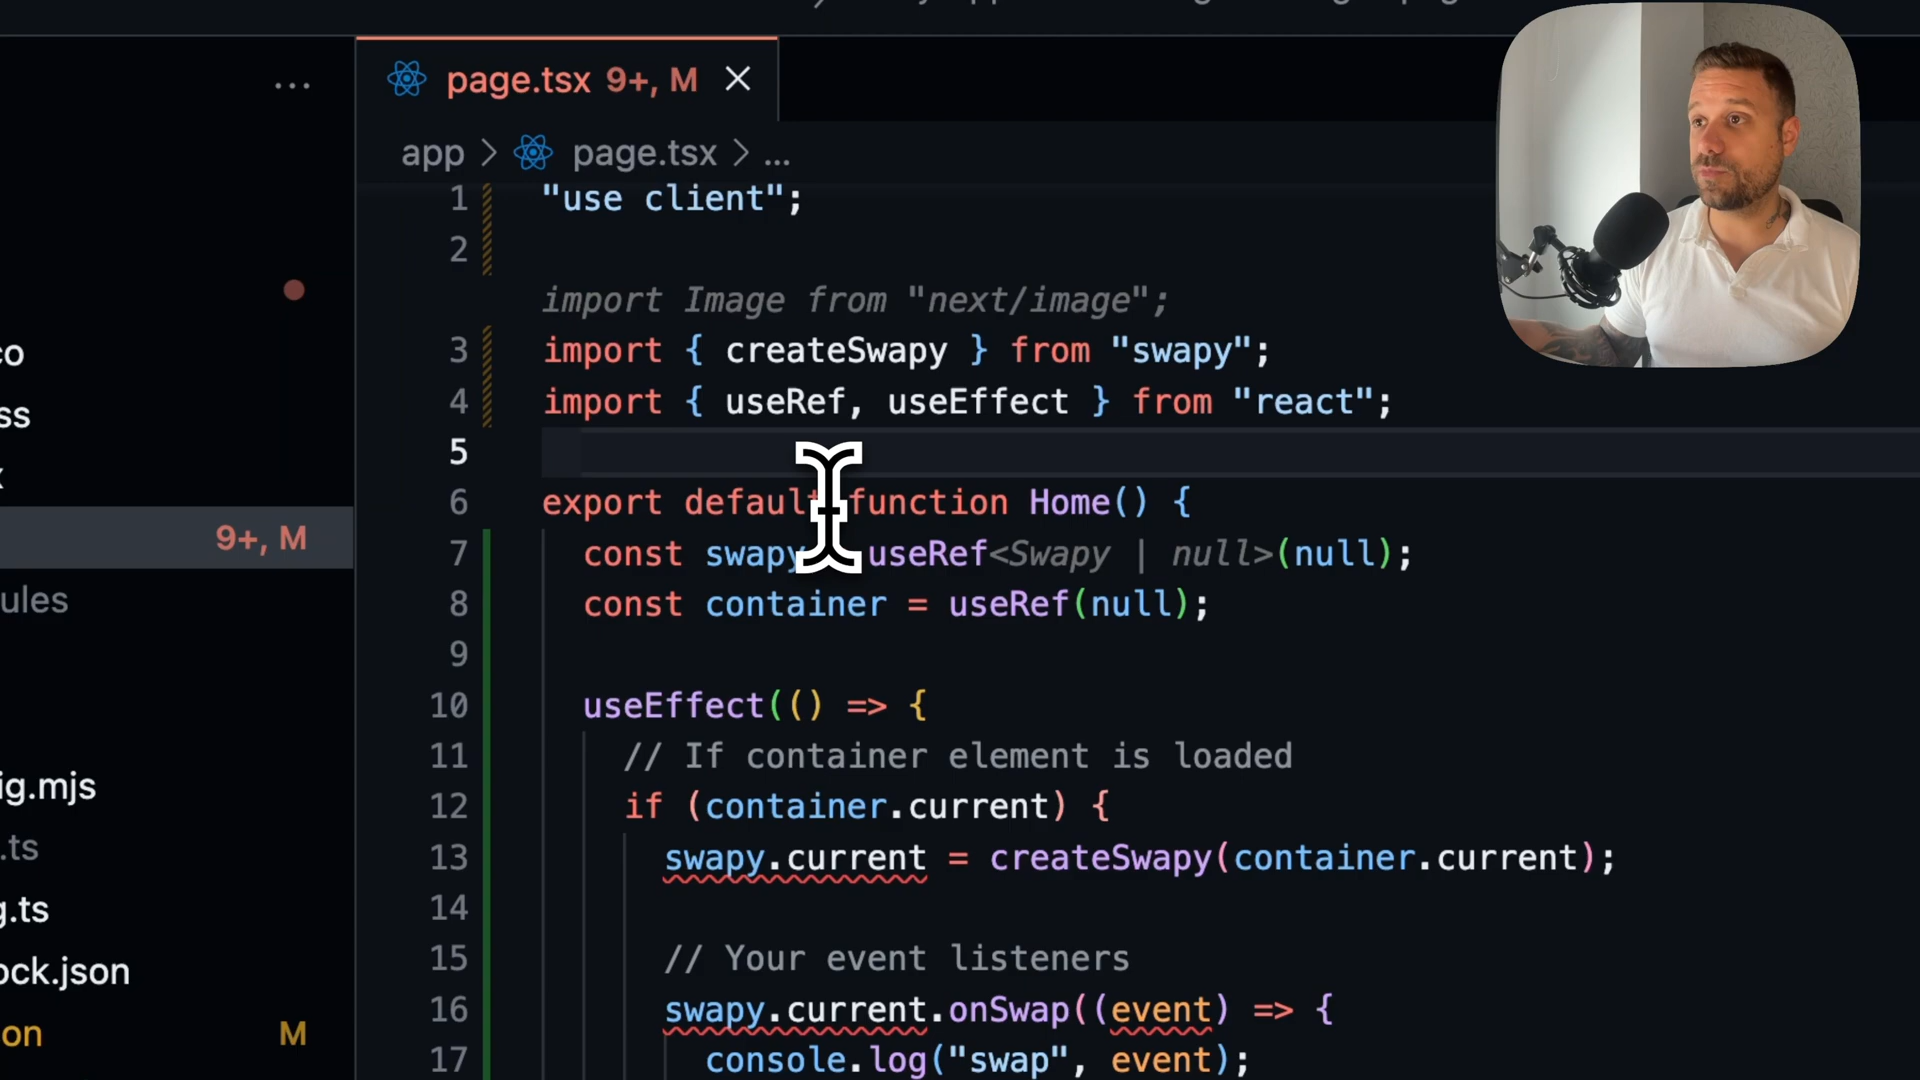 page.tsx 9+, M
app > page.tsx > ...
1 "use client";
2
import Image from "next/image";
3 import { createSwapy } from "swapy";
4 import { useRef, useEffect } from "react";
5
6 export default function Home() {
7 const swapy useRef<Swapy | null>(null);
8 const container = useRef(null);
9
10 useEffect(() => {
11 // If container element is loaded
12 if (container.current) {
13 swapy.current = createSwapy(container.current);
14
15 // Your event listeners
16 swapy.current.onSwap((event) => {
17 console.log("swap", event);
co
ss
9+, M
ules
ig.mjs
.ts
g.ts
ock.json
on M